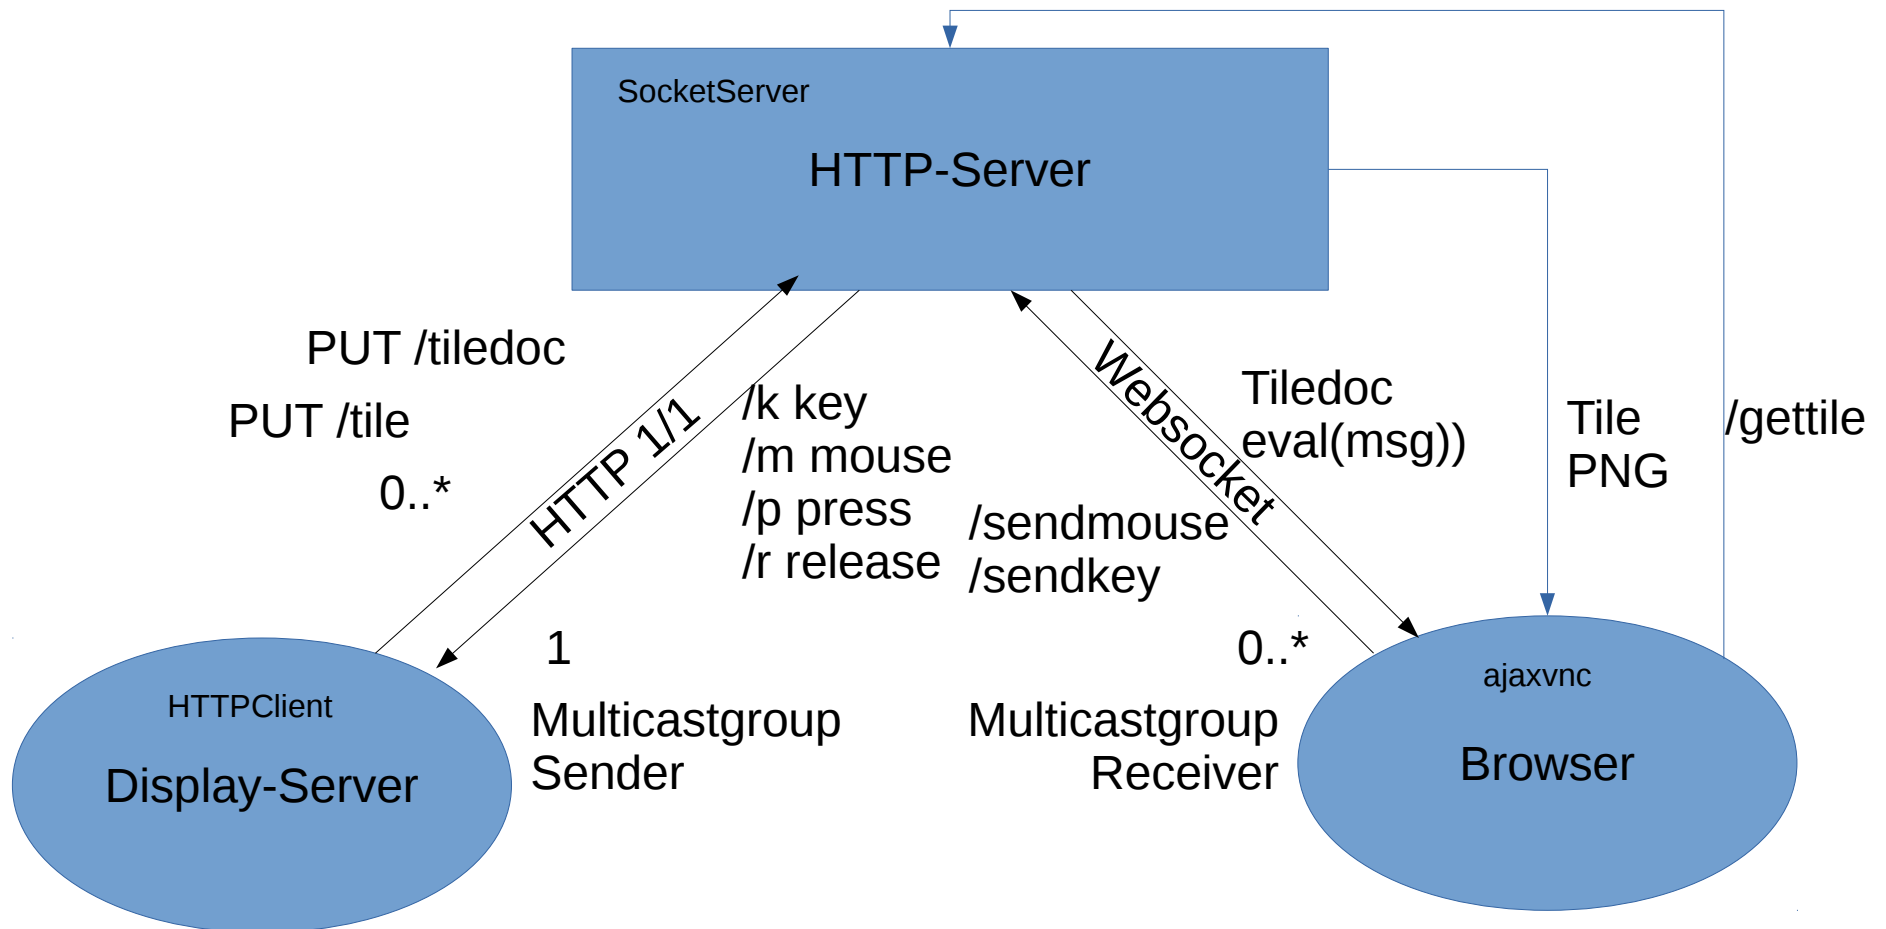 SocketServer
HTTP-Server
PUT /tiledoc
PUT /tile
0..*
HTTP 1/1
/k key
/m mouse
/p press
/r release
Websocket
Tiledoc
eval(msg))
/sendmouse
/sendkey
Tile
PNG
/gettile
1
Multicastgroup
Sender
0..*
Multicastgroup
Receiver
HTTPClient
Display-Server
ajaxvnc
Browser